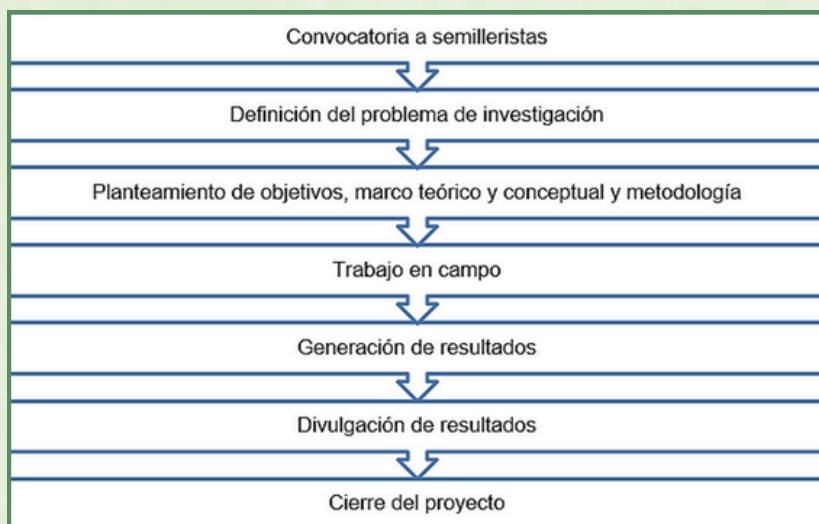 Convocatoria a semilleristas
Definición del problema de investigación
Planteamiento de objetivos, marco teórico y conceptual y metodología
Trabajo en campo
Generación de resultados
Divulgación de resultados
Cierre del proyecto